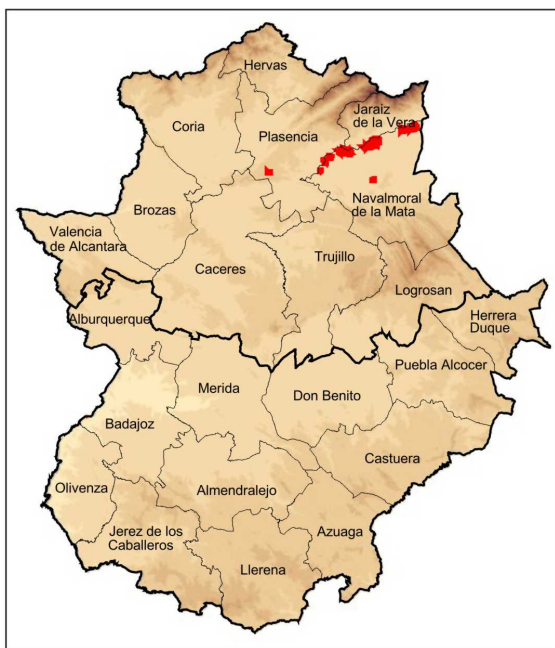 Hervas
Jaraiz
de la Vera
Coria
Plasencia
Navalmoral
de la Mata
Brozas
Valencia
de Alcantara
Trujillo
Caceres
Logrosan
Herrera
Duque
Alburquerque
Puebla Alcocer
Merida
Don Benito
Badajoz
Castuera
Olivenza
Almendralejo
Jerez de los
Caballeros
Azuaga
Llerena